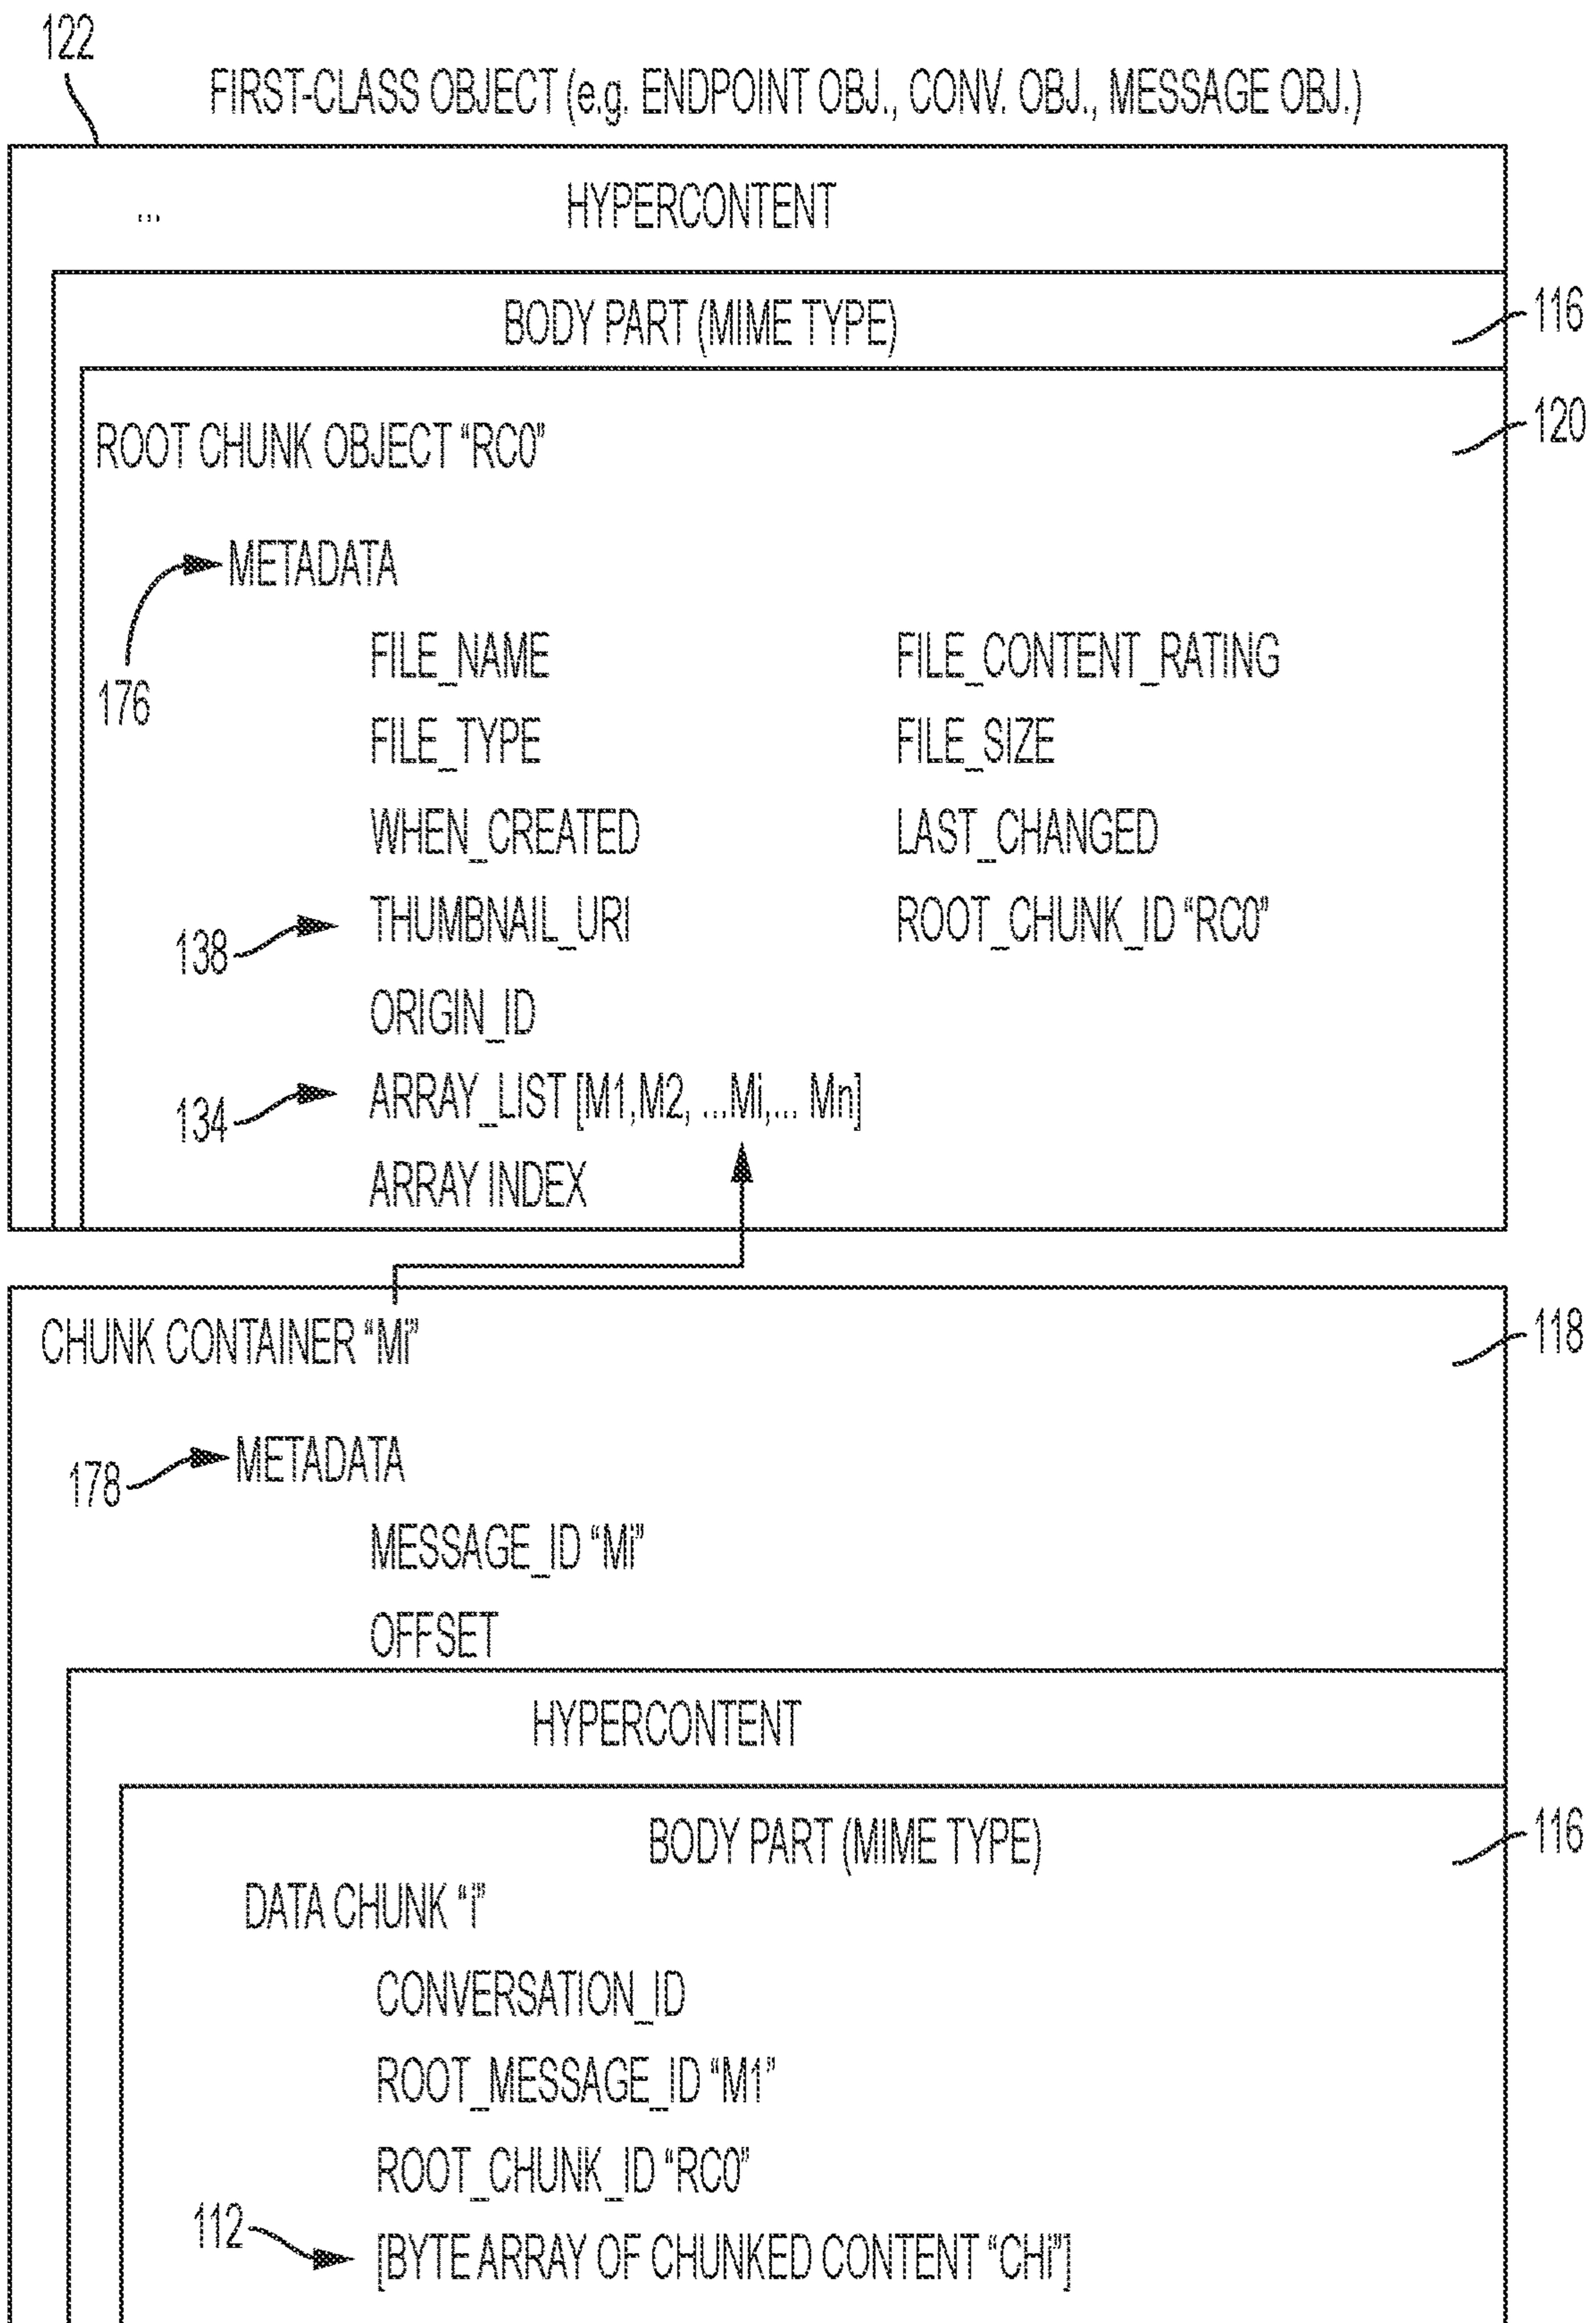 122
FIRST-CLASS OBJECT (e.g. ENDPOINT OBJ., CONV. OBJ., MESSAGE OBJ.)
... HYPERCONTENT
BODY PART (MIME TYPE) 116
ROOT CHUNK OBJECT “RC0” 120
METADATA
176
FILE_NAME FILE_CONTENT_RATING
FILE_TYPE FILE_SIZE
WHEN_CREATED LAST_CHANGED
138 THUMBNAIL_URI ROOT_CHUNK_ID “RC0”
ORIGIN_ID
134 ARRAY_LIST [M1,M2, ...Mi,... Mn]
ARRAY INDEX
CHUNK CONTAINER “Mi” 118
178 METADATA
MESSAGE_ID “Mi”
OFFSET
HYPERCONTENT
BODY PART (MIME TYPE) 116
DATA CHUNK “i”
CONVERSATION_ID
ROOT_MESSAGE_ID “M1”
ROOT_CHUNK_ID “RC0”
112 [BYTE ARRAY OF CHUNKED CONTENT “CHi”]